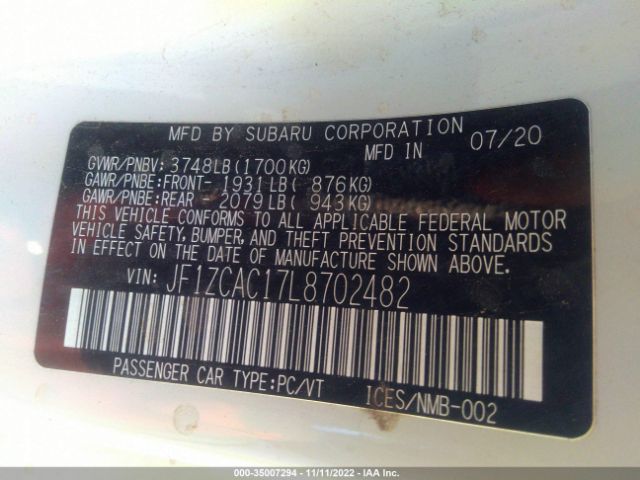 MFD BY SUBARU CORPORATION
MFD IN 07/20
GVWR/PNBV: 3748LB(1700KG)
GAWR/PNBE:FRONT- 1931LB( 876KG)
GAWR/PNBE:REAR - 2079LB( 943KG)
THIS VEHICLE CONFORMS TO ALL APPLICABLE FEDERAL MOTOR
VEHICLE SAFETY, BUMPER, AND THEFT PREVENTION STANDARDS
IN EFFECT ON THE DATE OF MANUFACTURE SHOWN ABOVE.
VIN: JF1ZCAC17L8702482
PASSENGER CAR TYPE:PC/VT
ICES/NMB-002
000-35007294 - 11/11/2022 - IAA Inc.